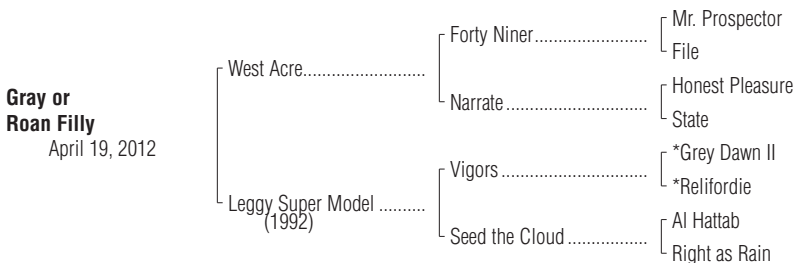 Gray or
Roan Filly
April 19, 2012
West Acre..........................
Leggy Super Model ..........
(1992)
Forty Niner........................
Narrate ..............................
Vigors ...............................
Seed the Cloud .................
Mr. Prospector
File
Honest Pleasure
State
*Grey Dawn II
*Relifordie
Al Hattab
Right as Rain